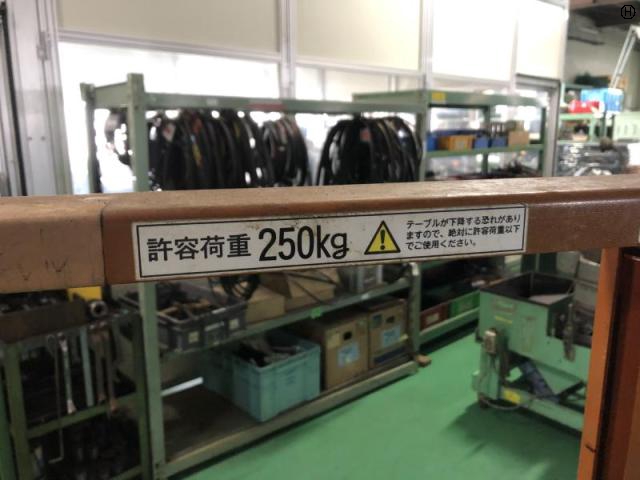 許容荷重 250kg
テーブルが下降する恐れがあり
ますので、絶対に許容荷重以下
でご使用ください。